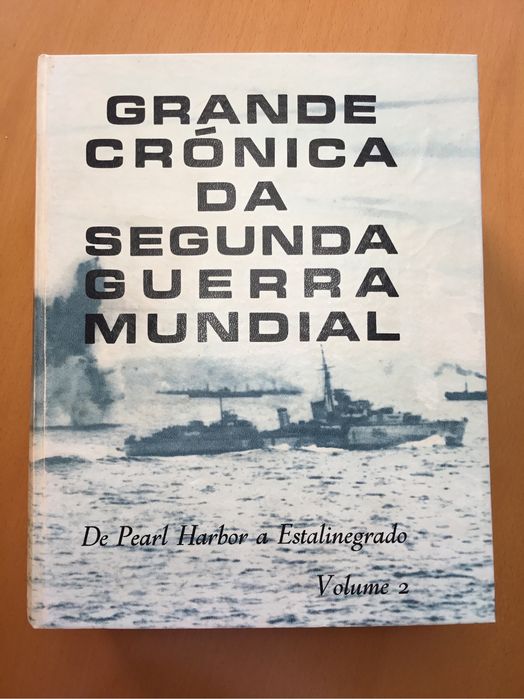 GRANDE
CRÓNICA
DA
SEGUNDA
GUERRA
MUNDIAL
De Pearl Harbor a Estalinegrado
Volume 2